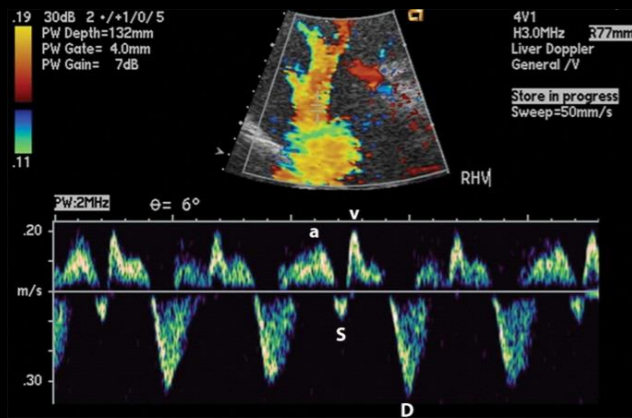 .19
30dB 2 +/+1/0/5
PW Depth=132mm
PW Gate= 4.0mm
PW Gain= 7dB
.11
4V1
H3.0MHz R77mm
Liver Doppler
General /V
Store in progress
Sweep=50mm/s
RHV
PW:2MHz
Θ= 6°
v
.20
a
m/s
S
.30
D